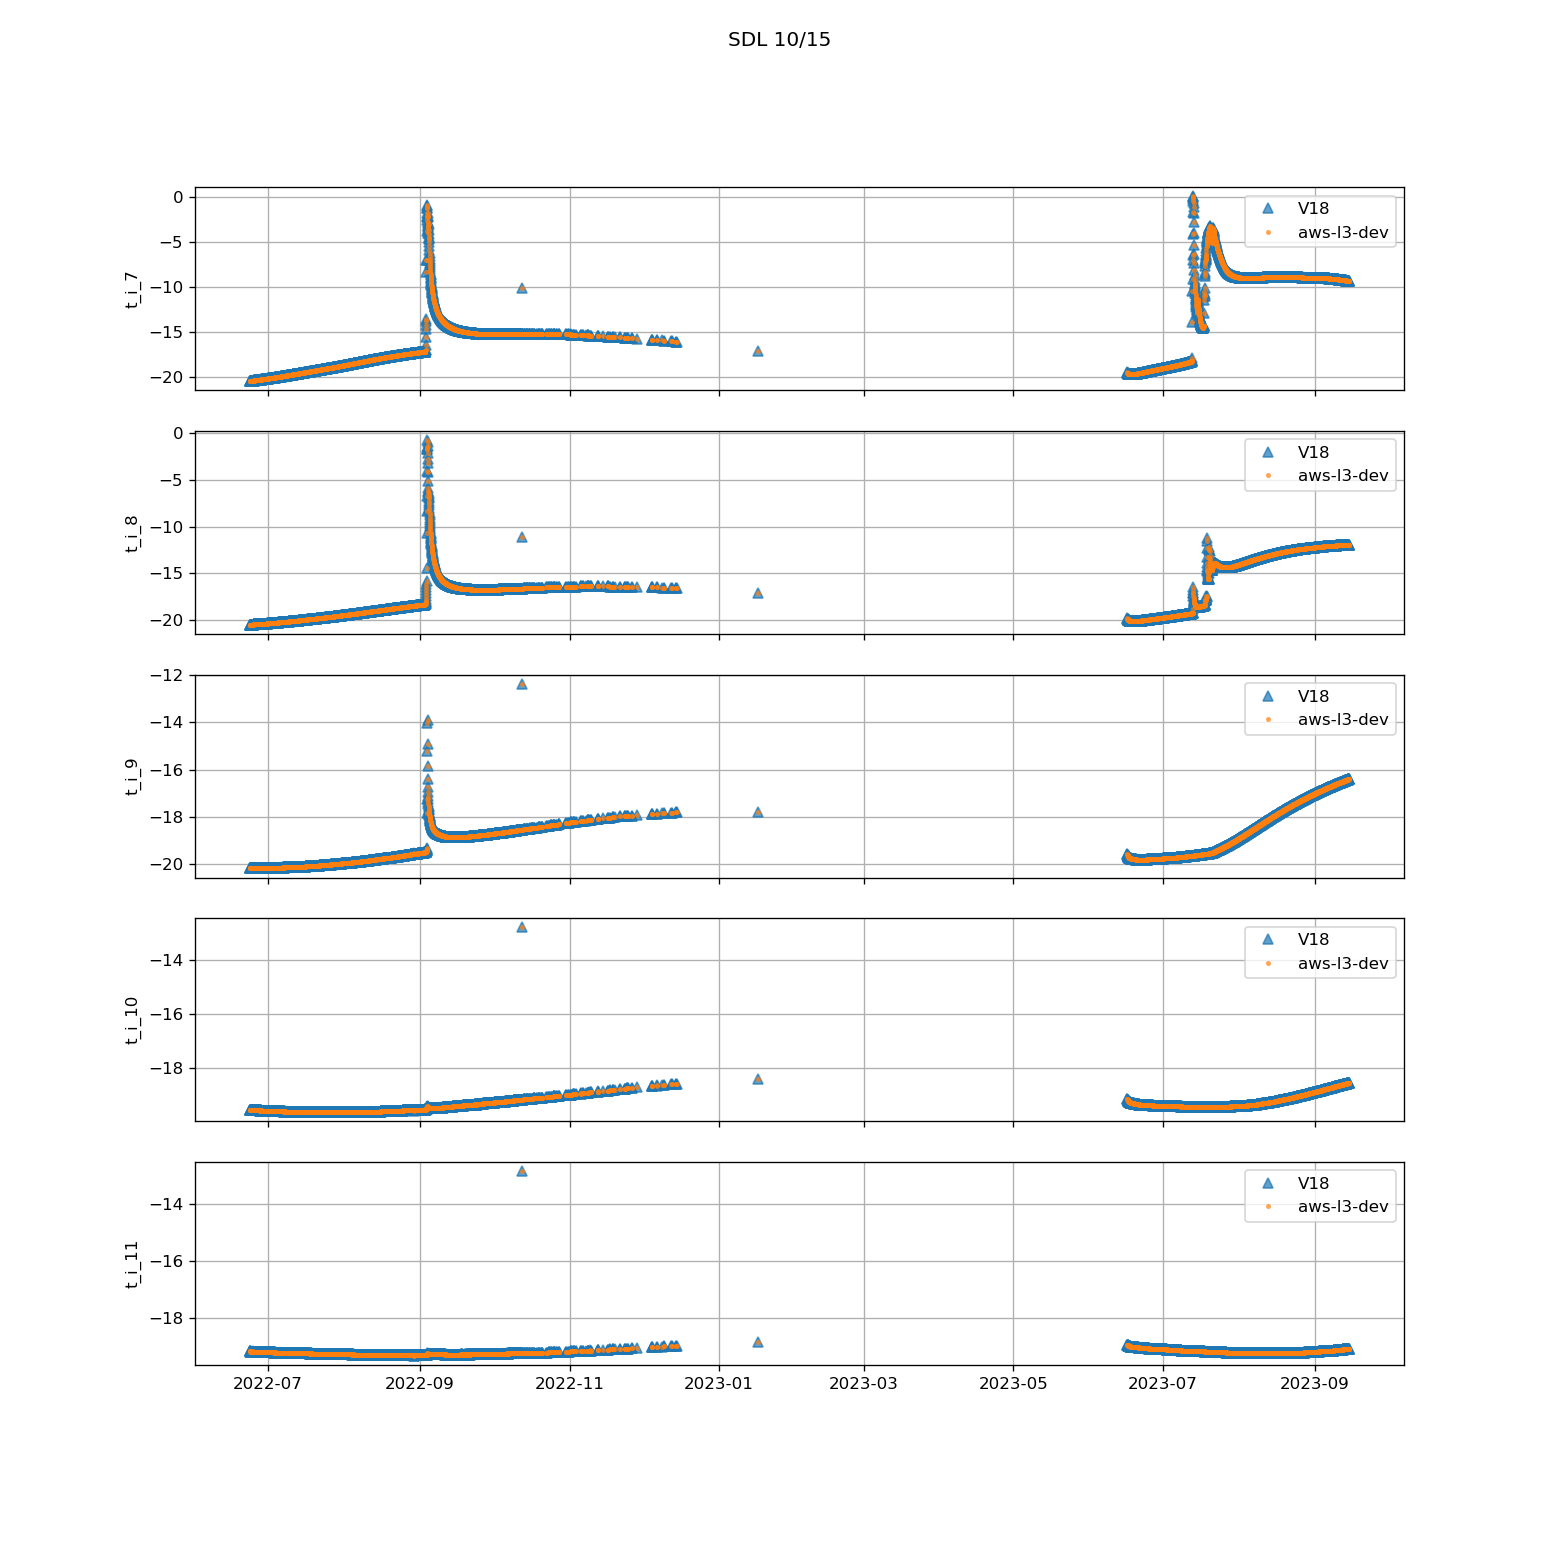 SDL 10/15
t_i_7
0
−5
−10
−15
−20
V18
aws-l3-dev
t_i_8
0
−5
−10
−15
−20
V18
aws-l3-dev
t_i_9
−12
−14
−16
−18
−20
V18
aws-l3-dev
t_i_10
−14
−16
−18
V18
aws-l3-dev
t_i_11
−14
−16
−18
V18
aws-l3-dev
2022-07 2022-09 2022-11 2023-01 2023-03 2023-05 2023-07 2023-09